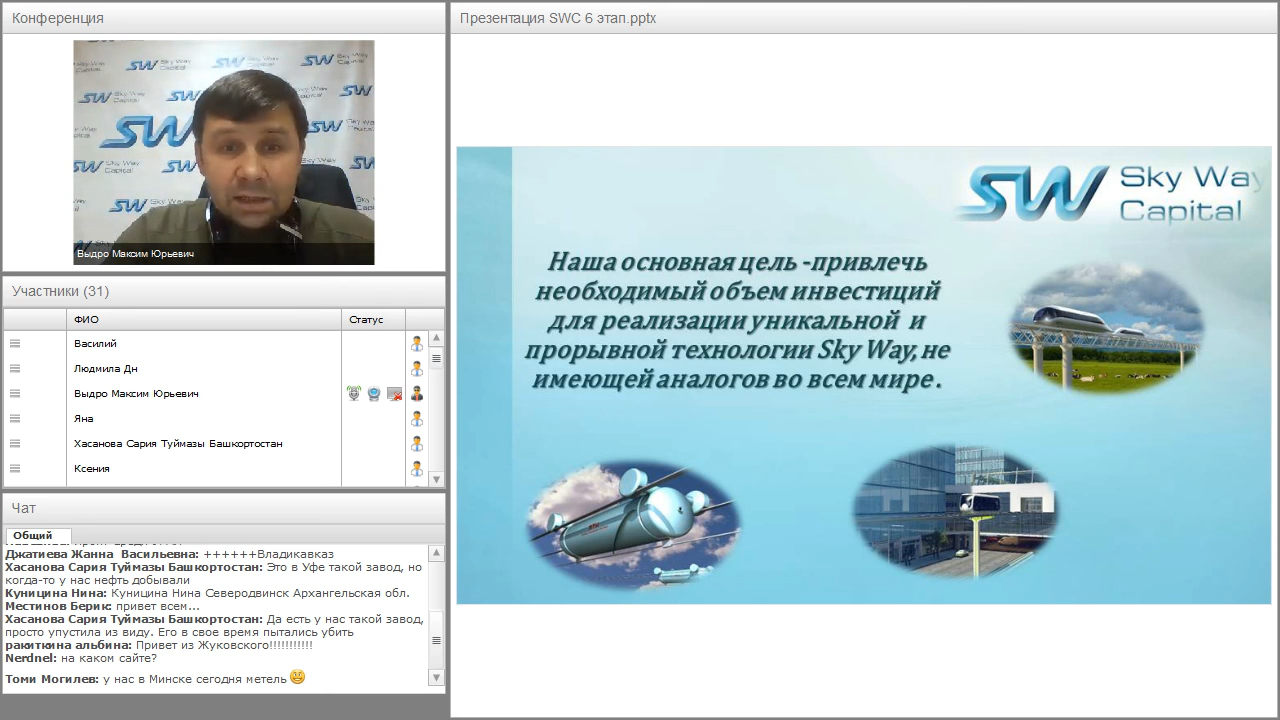 Конференция
SW Sky Way
Capital
Выдро Максим Юрьевич
Участники (31)
ФИО
Статус
Василий
Людмила Дн
Выдро Максим Юрьевич
Яна
Хасанова Сария Туймазы Башкортостан
Ксения
Чат
Общий
Джатиева Жанна Васильевна: ++++++Владикавказ
Хасанова Сария Туймазы Башкортостан: Это в Уфе такой завод, но
когда-то у нас нефть добывали
Куницина Нина: Куницина Нина Северодвинск Архангельская обл.
Местинов Берик: привет всем...
Хасанова Сария Туймазы Башкортостан: Да есть у нас такой завод,
просто упустила из виду. Его в свое время пытались убить
ракиткина альбина: Привет из Жуковского!!!!!!!!!!!
Nerdnel: на каком сайте?
Томи Могилев: у нас в Минске сегодня метель
Презентация SWC 6 этап.pptx
SW Sky Way
Capital
Наша основная цель -привлечь
необходимый объем инвестиций
для реализации уникальной и
прорывной технологии Sky Way, не
имеющей аналогов во всем мире .